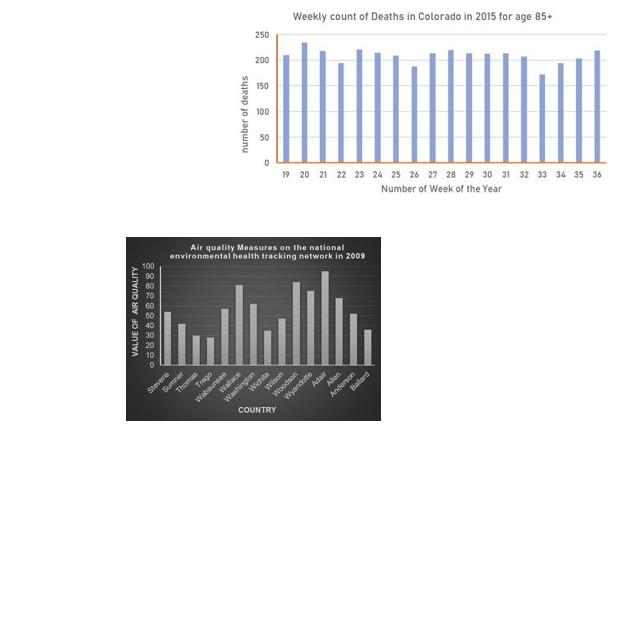 Weekly count of Deaths in Colorado in 2015 for age 85+
number of deaths
250
200
150
100
50
0
19 20 21 22 23 24 25 26 27 28 29 30 31 32 33 34 35 36
Number of Week of the Year
Air quality Measures on the national
environmental health tracking network in 2009
VALUE OF AIR QUALITY
100
90
80
70
60
50
40
30
20
10
0
Stevens Sumner Thomas Trego Wabaunsee Wallace Washington Wichita Wilson Woodson Wyandotte Adair Allen Anderson Ballard
COUNTRY